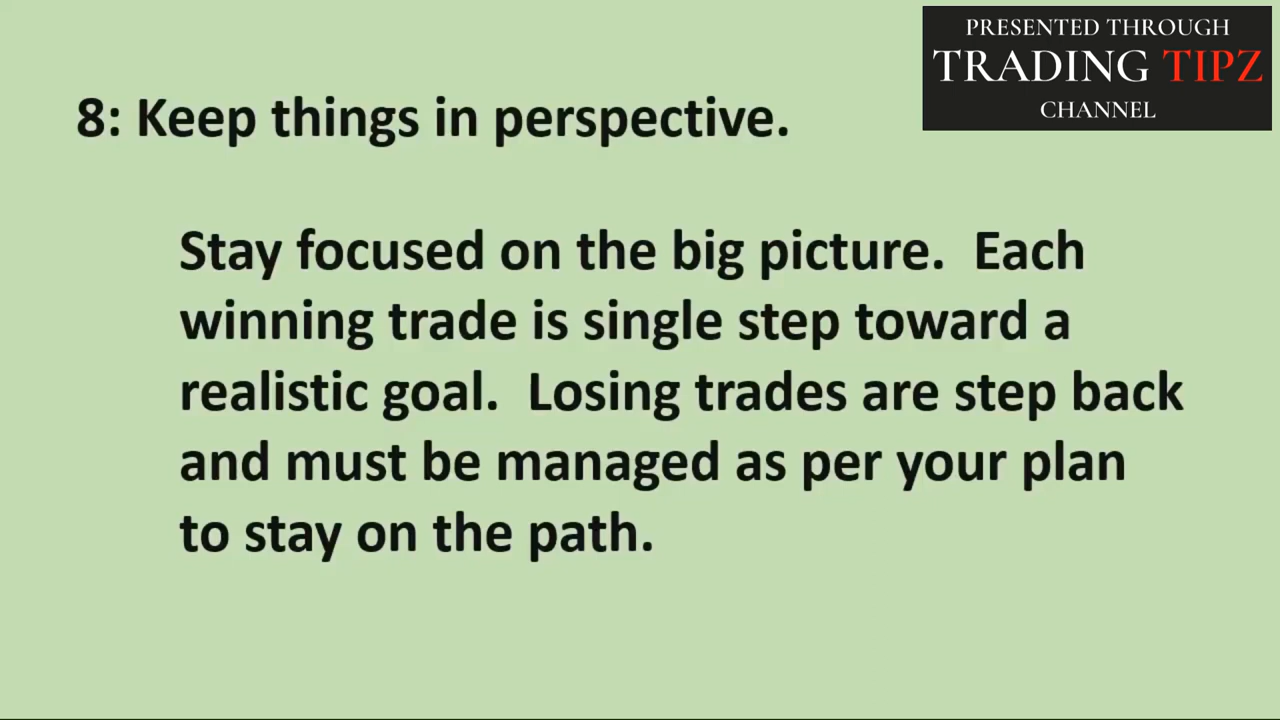 PRESENTED THROUGH
TRADING TIPZ
CHANNEL
8: Keep things in perspective.
Stay focused on the big picture.  Each
winning trade is single step toward a
realistic goal.  Losing trades are step back
and must be managed as per your plan
to stay on the path.